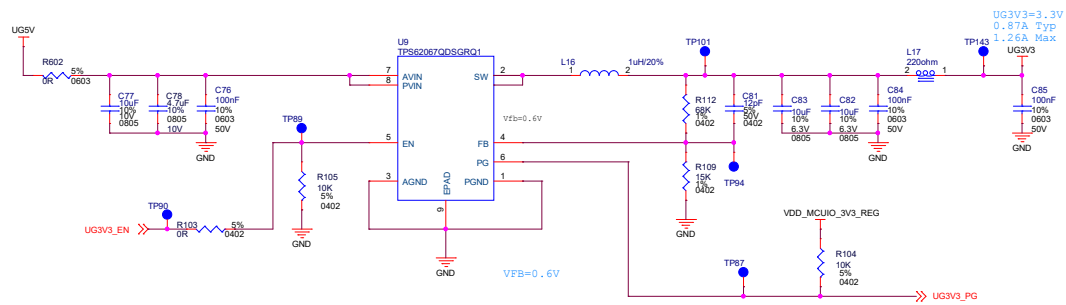 UG5V
R602
5%
0R
0603
C77
10uF
10%
10V
0805
C78
4.7uF
10%
0805
10V
C76
100nF
10%
0603
50V
GND
U9
TPS62067QDSGRQ1
7
AVIN
8
PVIN
SW
2
Vfb=0.6V
5
EN
FB
4
PG
6
3
AGND
PGND
1
EPAD
9
GND
TP89
R105
10K
5%
0402
GND
TP90
UG3V3_EN
R103
0R
5%
0402
L16
1
2
1uH/20%
TP101
R112
68K
1%
0402
C81
12pF
5%
50V
0402
C83
10uF
10%
6.3V
0805
C82
10uF
10%
6.3V
0805
C84
100nF
10%
0603
50V
GND
L17
220ohm
2
1
TP143
UG3V3=3.3V
0.87A Typ
1.26A Max
UG3V3
C85
100nF
10%
0603
50V
GND
R109
15K
1%
0402
GND
TP94
VFB=0.6V
VDD_MCUIO_3V3_REG
R104
10K
5%
0402
TP87
UG3V3_PG